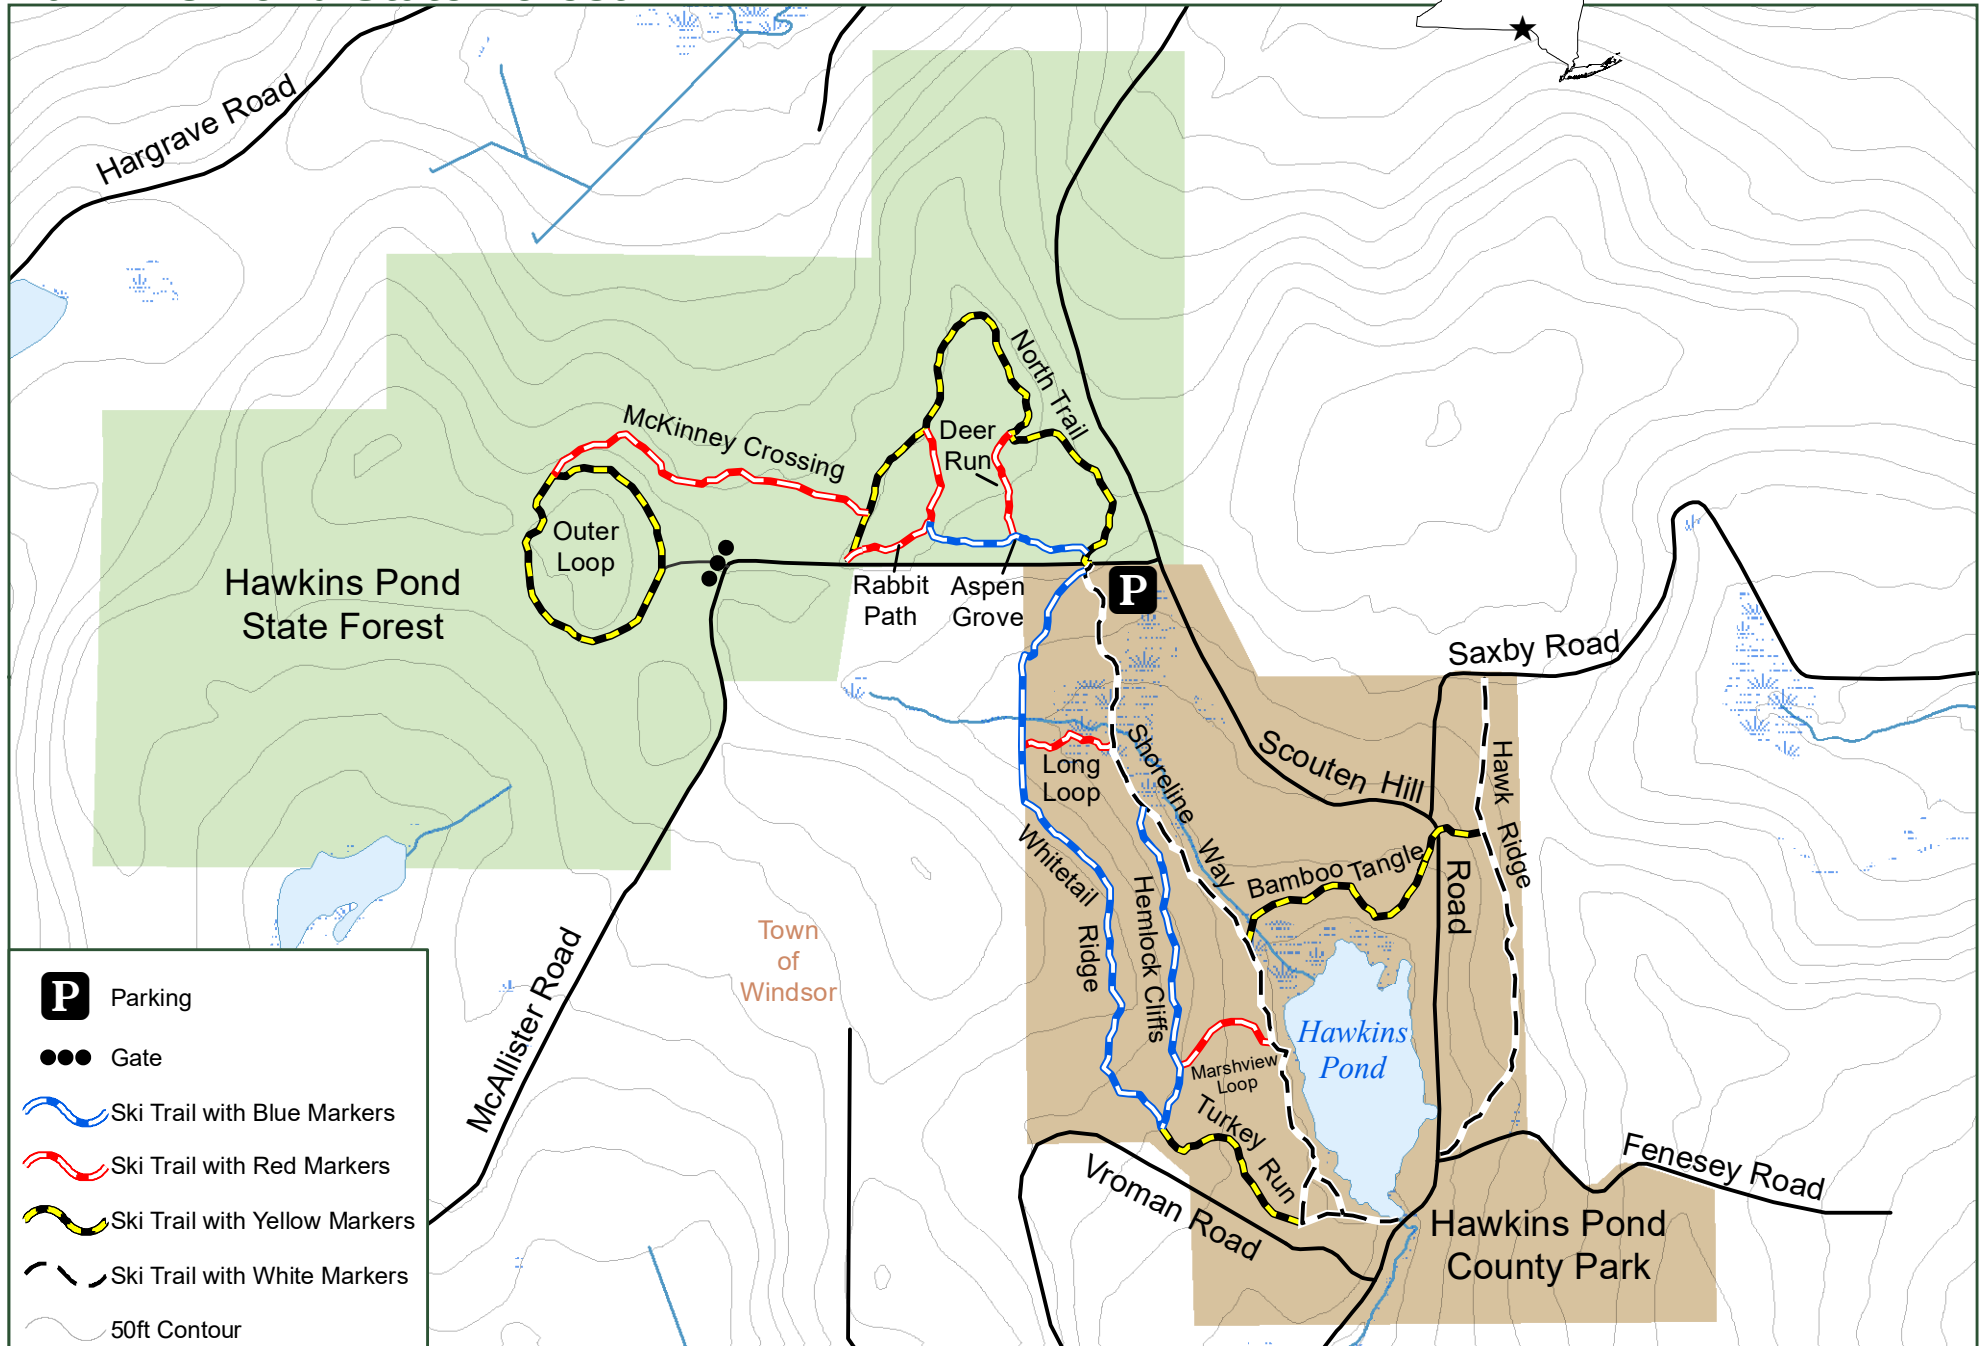 Hargrave Road
McKinney Crossing
North Trail
Deer
Run
Outer
Loop
Hawkins Pond
State Forest
Rabbit
Path
Aspen
Grove
P
Saxby Road
Scouten Hill
Road
Hawk
Ridge
Long
Loop
Shoreline
Way
Whitetail
Ridge
Hemlock Cliffs
Bamboo Tangle
Town
of
Windsor
Hawkins
Pond
Marshview
Loop
Turkey
Run
McAllister Road
Vroman Road
Fenesey Road
Hawkins Pond
County Park
P
Parking
Gate
Ski Trail with Blue Markers
Ski Trail with Red Markers
Ski Trail with Yellow Markers
Ski Trail with White Markers
50ft Contour